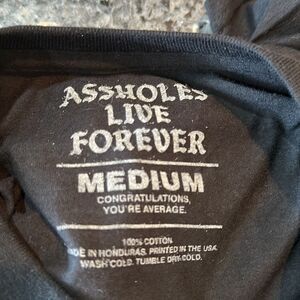 ASSHOLES
LIVE
FOREVER
MEDIUM
CONGRATULATIONS,
YOU'RE AVERAGE.
100% COTTON
MADE IN HONDURAS. PRINTED IN THE USA.
WASH COLD. TUMBLE DRY COLD.